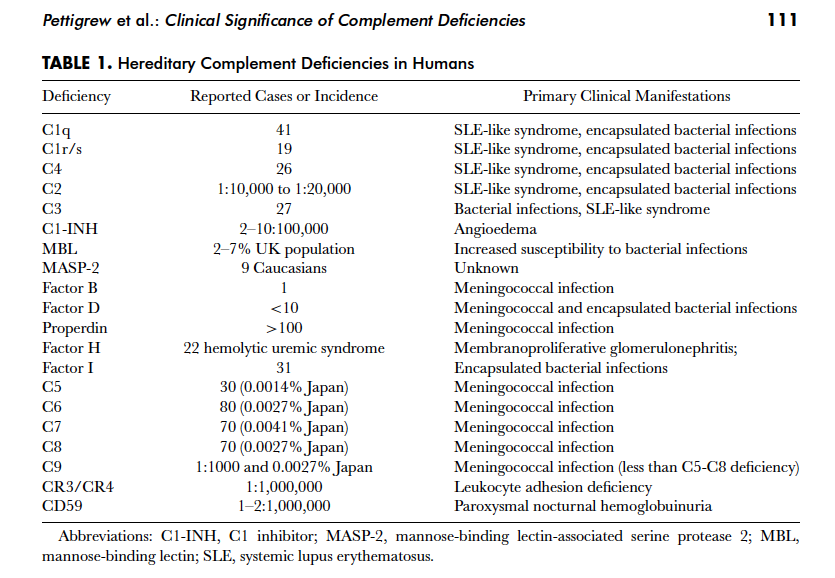 Pettigrew et al.: Clinical Significance of Complement Deficiencies 111
TABLE 1. Hereditary Complement Deficiencies in Humans
Deficiency Reported Cases or Incidence Primary Clinical Manifestations
C1q 41 SLE-like syndrome, encapsulated bacterial infections
C1r/s 19 SLE-like syndrome, encapsulated bacterial infections
C4 26 SLE-like syndrome, encapsulated bacterial infections
C2 1:10,000 to 1:20,000 SLE-like syndrome, encapsulated bacterial infections
C3 27 Bacterial infections, SLE-like syndrome
C1-INH 2–10:100,000 Angioedema
MBL 2–7% UK population Increased susceptibility to bacterial infections
MASP-2 9 Caucasians Unknown
Factor B 1 Meningococcal infection
Factor D <10 Meningococcal and encapsulated bacterial infections
Properdin >100 Meningococcal infection
Factor H 22 hemolytic uremic syndrome Membranoproliferative glomerulonephritis;
Factor I 31 Encapsulated bacterial infections
C5 30 (0.0014% Japan) Meningococcal infection
C6 80 (0.0027% Japan) Meningococcal infection
C7 70 (0.0041% Japan) Meningococcal infection
C8 70 (0.0027% Japan) Meningococcal infection
C9 1:1000 and 0.0027% Japan Meningococcal infection (less than C5-C8 deficiency)
CR3/CR4 1:1,000,000 Leukocyte adhesion deficiency
CD59 1–2:1,000,000 Paroxysmal nocturnal hemoglobuinuria
Abbreviations: C1-INH, C1 inhibitor; MASP-2, mannose-binding lectin-associated serine protease 2; MBL,
mannose-binding lectin; SLE, systemic lupus erythematosus.